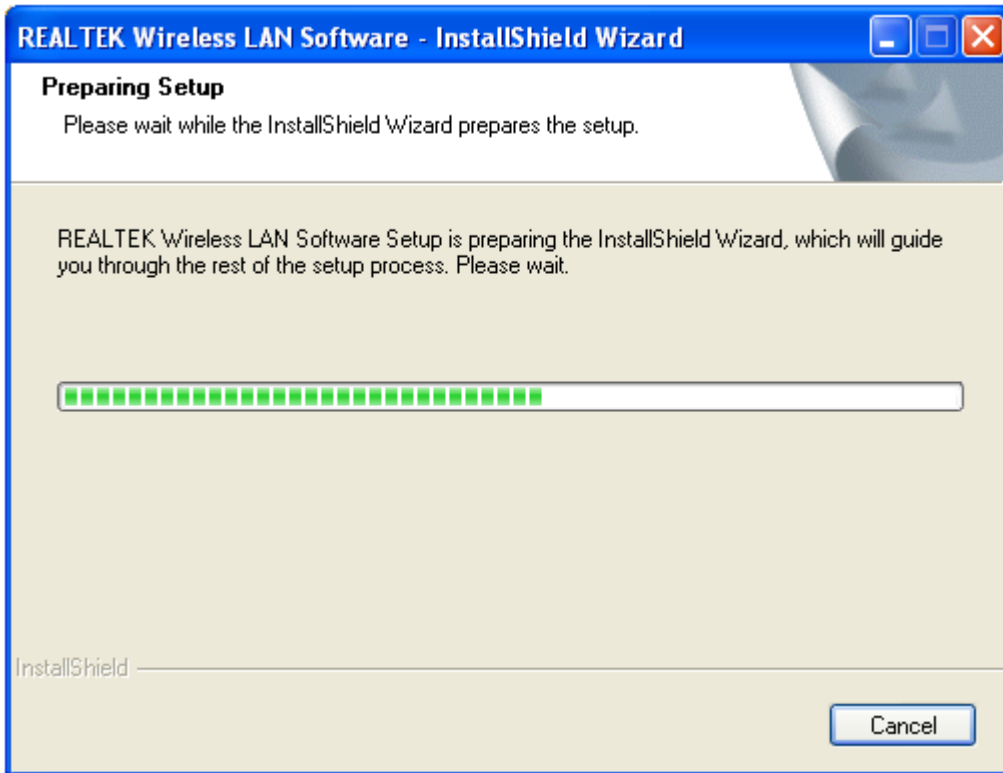 REALTEK Wireless LAN Software - InstallShield Wizard
Preparing Setup
Please wait while the InstallShield Wizard prepares the setup.
REALTEK Wireless LAN Software Setup is preparing the InstallShield Wizard, which will guide
you through the rest of the setup process. Please wait.
InstallShield
Cancel